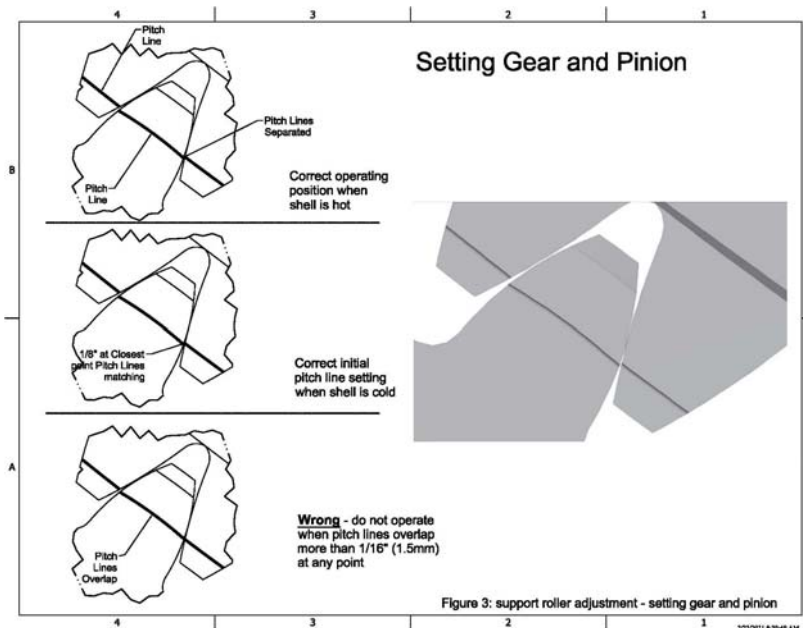 4
3
2
1
Setting Gear and Pinion
B
Pitch
Line
Pitch Lines
Separated
Pitch
Line
Correct operating
position when
shell is hot
1/8" at Closest
point Pitch Lines
matching
Correct initial
pitch line setting
when shell is cold
A
Pitch
Lines
Overlap
Wrong - do not operate
when pitch lines overlap
more than 1/16" (1.5mm)
at any point
Figure 3: support roller adjustment - setting gear and pinion
4
3
2
1